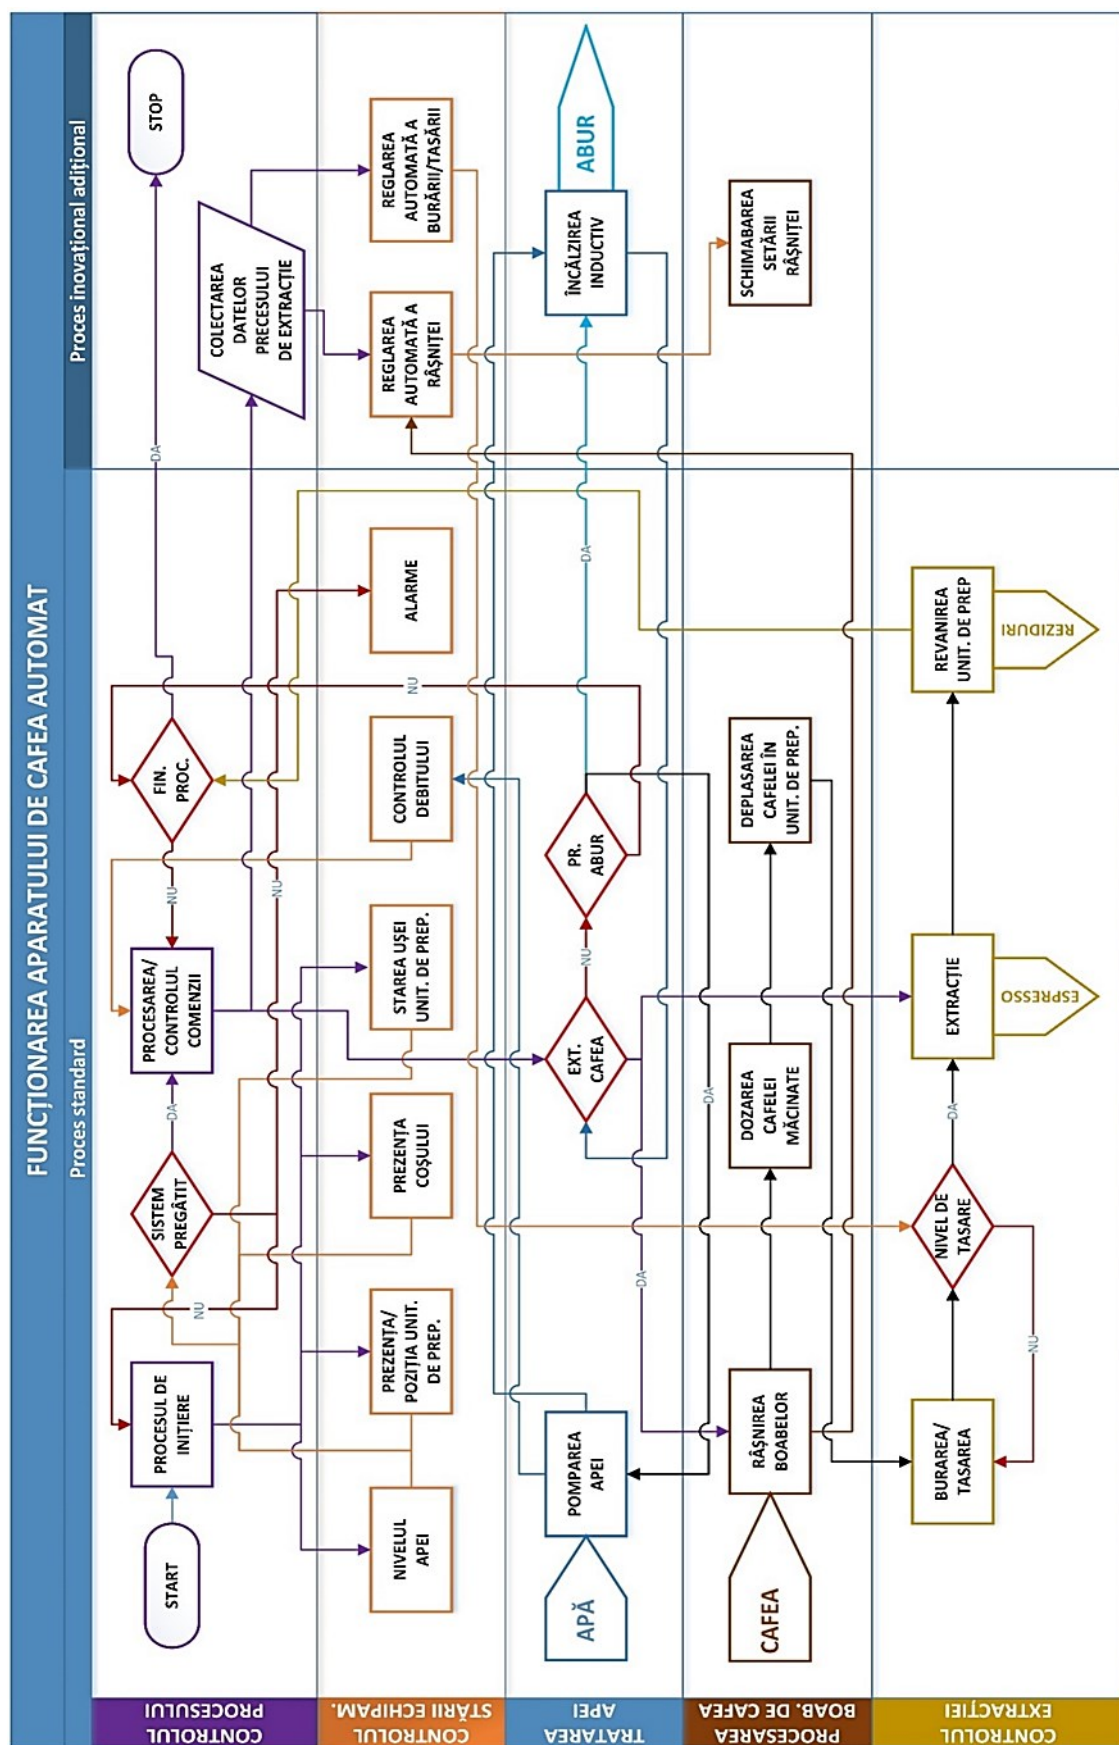 FUNCȚIONAREA APARATULUI DE CAFEA AUTOMAT
Proces standard
Proces inovațional adițional
CONTROLUL
PROCESULUI
START
PROCESUL DE
INIȚIERE
NU
SISTEM
PREGÂTIT
DA
PROCESAREA/
CONTROLUL
COMENZII
NU
NU
FIN.
PROC.
DA
STOP
COLECTAREA
DATELOR
PRECESULUI
DE EXTRACȚIE
CONTROLUL
STĂRII ECHIPAM.
NIVELUL
APEI
PREZENȚA/
POZIȚIA UNIT.
DE PREP.
PREZENȚA
COȘULUI
STAREA UȘEI
UNIT. DE PREP.
CONTROLUL
DEBITULUI
NU
ALARME
REGLAREA
AUTOMATĂ A
RÂȘNIȚEI
REGLAREA
AUTOMATĂ A
BURĂRII/TASĂRII
TRATAREA
APEI
APĂ
POMPAREA
APEI
EXT.
CAFEA
NU
PR.
ABUR
DA
ÎNCĂLZIREA
INDUCTIV
ABUR
DA
DA
PROCESAREA
BOAB. DE CAFEA
CAFEA
RÂȘNIREA
BOABELOR
DOZAREA
CAFELEI
MĂCINATE
DEPLASAREA
CAFELEI ÎN
UNIT. DE PREP.
SCHIMABAREA
SETĂRII
RÂȘNIȚEI
CONTROLUL
EXTRACȚIEI
BURAREA/
TASAREA
NU
NIVEL DE
TASARE
DA
EXTRACȚIE
ESPRESSO
REVANIREA
UNIT. DE PREP
REZIDURI